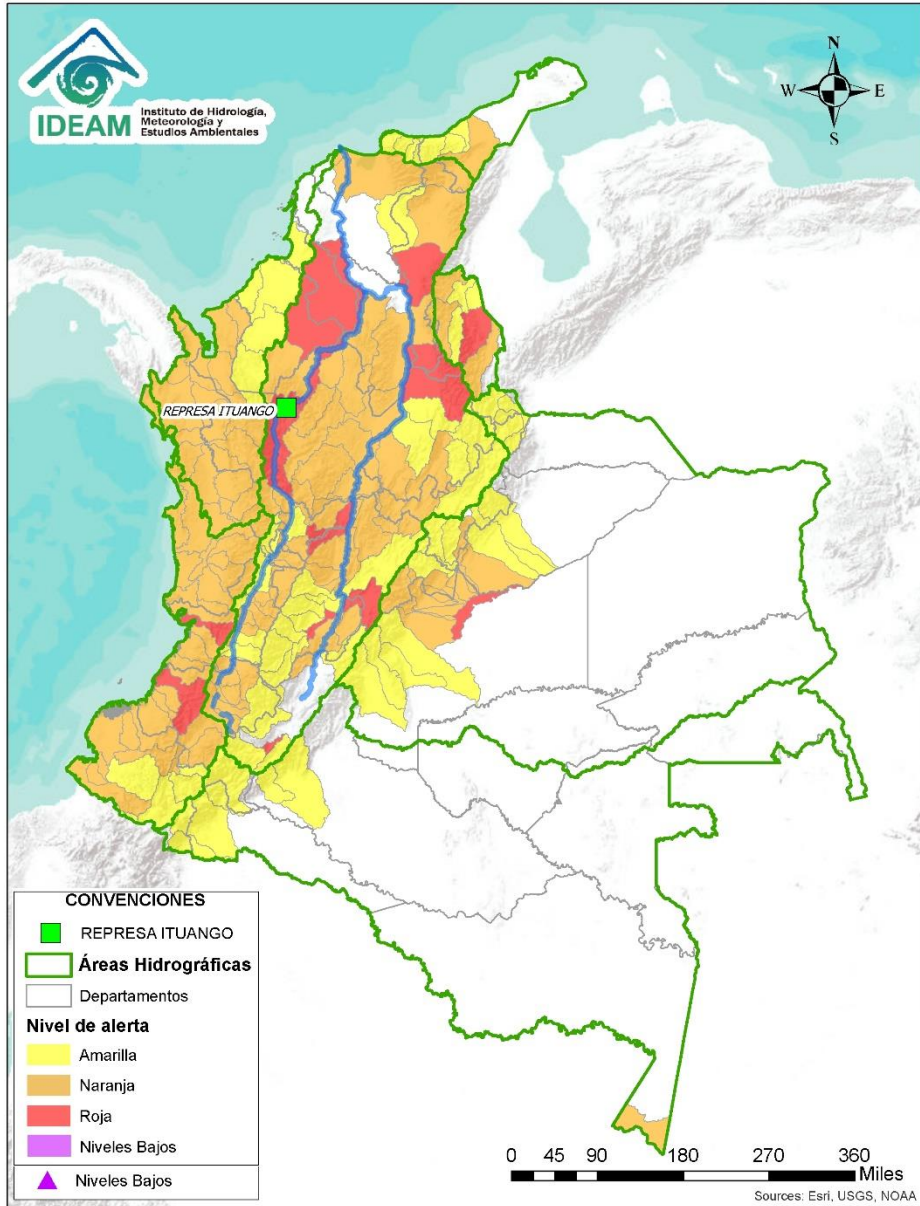 IDEAM
Instituto de Hidrología,
Meteorología y
Estudios Ambientales
N
W
E
S
REPRESA ITUANGO
CONVENCIONES
REPRESA ITUANGO
Áreas Hidrográficas
Departamentos
Nivel de alerta
Amarilla
Naranja
Roja
Niveles Bajos
Niveles Bajos
0 45 90 180 270 360
Miles
Sources: Esri, USGS, NOAA